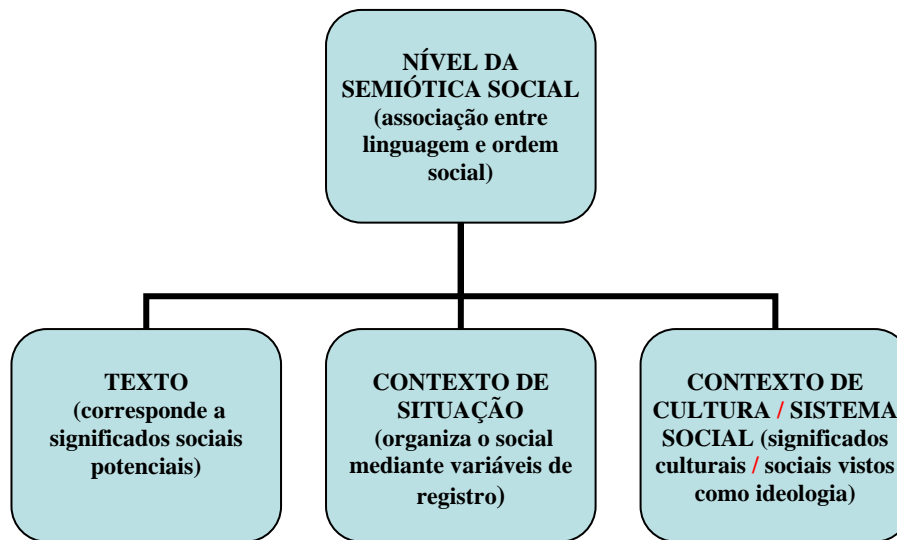 NÍVEL DA
SEMIÓTICA SOCIAL
(associação entre
linguagem e ordem
social)
TEXTO
(corresponde a
significados sociais
potenciais)
CONTEXTO DE
SITUAÇÃO
(organiza o social
mediante variáveis de
registro)
CONTEXTO DE
CULTURA / SISTEMA
SOCIAL (significados
culturais / sociais vistos
como ideologia)